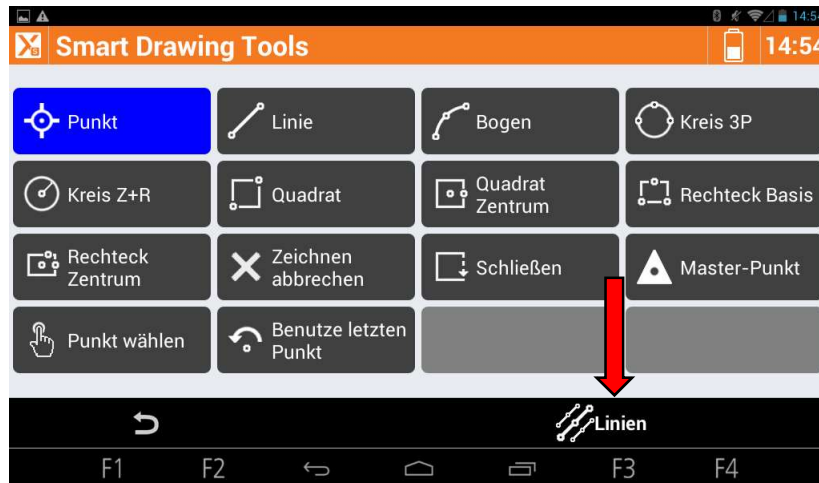 14:54
Smart Drawing Tools
14:54
Punkt
Linie
Bogen
Kreis 3P
Kreis Z+R
Quadrat
Quadrat
Zentrum
Rechteck Basis
Rechteck
Zentrum
Zeichnen
abbrechen
Schließen
Master-Punkt
Punkt wählen
Benutze letzten
Punkt
Linien
F1
F2
F3
F4